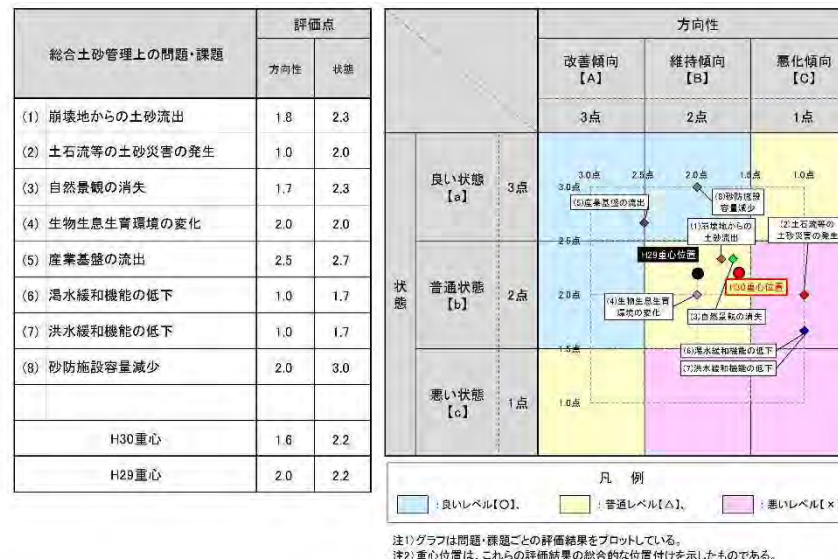 総合土砂管理上の問題・課題
評価点
方向性 状態
(1) 崩壊地からの土砂流出 1.8 2.3
(2) 土石流等の土砂災害の発生 1.0 2.0
(3) 自然景観の消失 1.7 2.3
(4) 生物生息生育環境の変化 2.0 2.0
(5) 産業基盤の流出 2.5 2.7
(6) 渇水緩和機能の低下 1.0 1.7
(7) 洪水緩和機能の低下 1.0 1.7
(8) 砂防施設容量減少 2.0 3.0
H30重心 1.6 2.2
H29重心 2.0 2.2
方向性
改善傾向 維持傾向 悪化傾向
【A】 【B】 【C】
3点 2点 1点
状態
良い状態
【a】
3点
普通状態
【b】
2点
悪い状態
【c】
1点
3.0点 2.5点 2.0点 1.5点 1.0点
3.0点
2.5点
2.0点
1.5点
1.0点
(5)産業基盤の流出
(8)砂防施設
容量減少
(1)崩壊地からの
土砂流出
(2)土石流等の
土砂災害の発生
H29重心位置
H30重心位置
(4)生物生息生育
環境の変化
(3)自然景観の消失
(6)渇水緩和機能の低下
(7)洪水緩和機能の低下
凡 例
:良いレベル【〇】、 :普通レベル【△】、 :悪いレベル【×
注1)グラフは問題・課題ごとの評価結果をプロットしている。
注2)重心位置は、これらの評価結果の総合的な位置付けを示したものである。